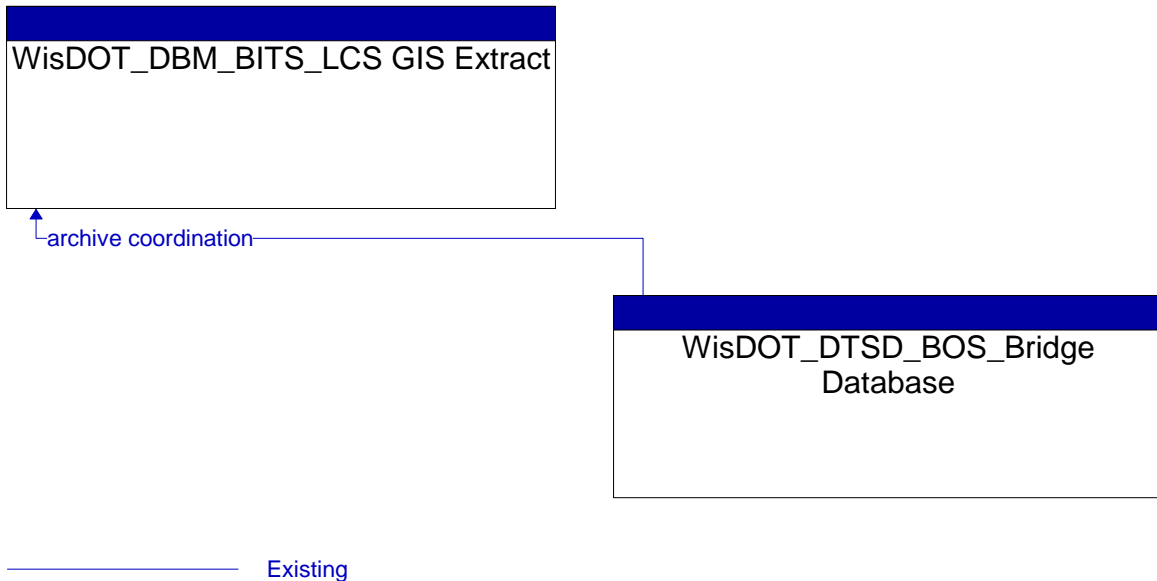 WisDOT_DBM_BITS_LCS GIS Extract
archive coordination
WisDOT_DTSD_BOS_Bridge
Database
Existing